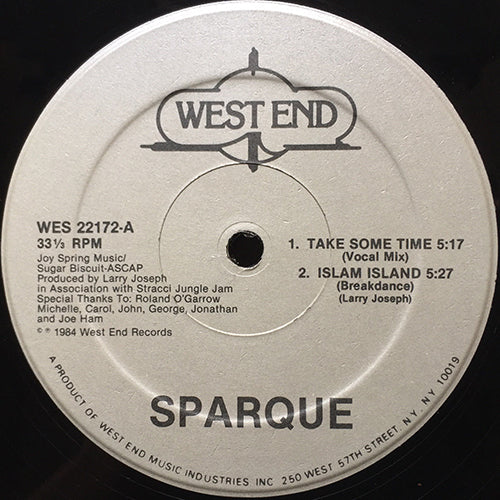 WEST END
WES 22172-A
33⅓ RPM
Joy Spring Music/
Sugar Biscuit-ASCAP
Produced by Larry Joseph
in Association with Stracci Jungle Jam
Special Thanks To: Roland O'Garrow
Michelle, Carol, John, George, Jonathan
and Joe Ham
©℗ 1984 West End Records
1. TAKE SOME TIME 5:17
(Vocal Mix)
2. ISLAM ISLAND 5:27
(Breakdance)
(Larry Joseph)
SPARQUE
A PRODUCT OF WEST END MUSIC INDUSTRIES INC 250 WEST 57TH STREET, N.Y. NY 10019